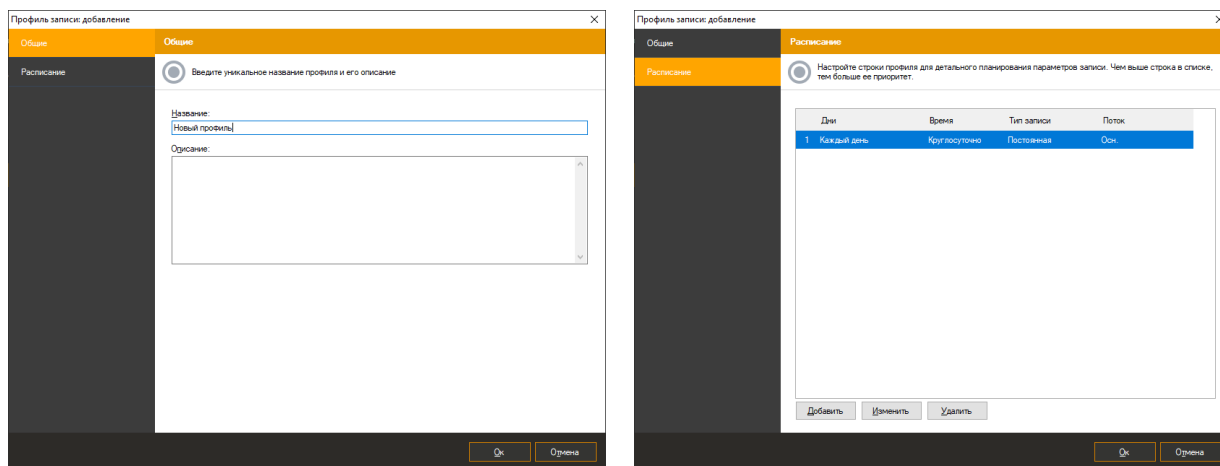 Профиль записи: добавление
Общие
Расписание
Общие
Введите уникальное название профиля и его описание
Название:
Новый профиль
Описание:
Ок
Отмена
Профиль записи: добавление
Общие
Расписание
Расписание
Настройте строки профиля для детального планирования параметров записи. Чем выше строка в списке,
тем больше ее приоритет.
Дни Время Тип записи Поток
1 Каждый день Круглосуточно Постоянная Осн.
Добавить Изменить Удалить
Ок
Отмена